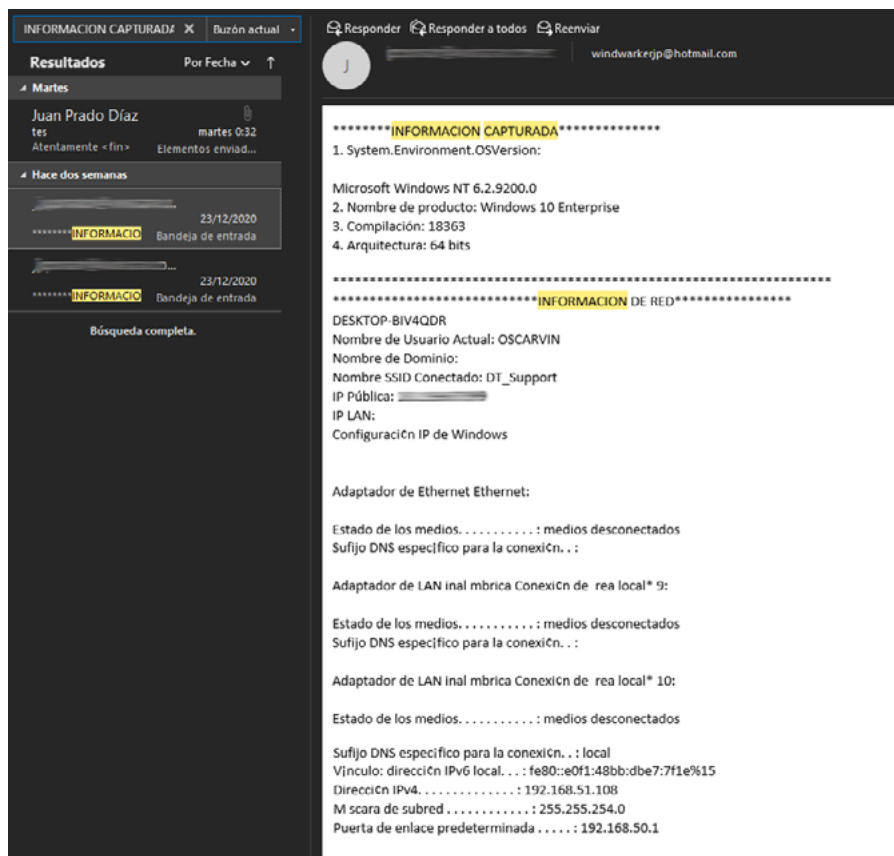 INFORMACION CAPTURADA X Buzón actual
Resultados Por Fecha
Martes
Juan Prado Díaz
tes martes 0:32
Atentamente <fin> Elementos enviad...
Hace dos semanas
...
23/12/2020
********INFORMACIO Bandeja de entrada
...
23/12/2020
********INFORMACIO Bandeja de entrada
Búsqueda completa.
Responder Responder a todos Reenviar
J windwarkerjp@hotmail.com
********INFORMACION CAPTURADA**************
1. System.Environment.OSVersion:
Microsoft Windows NT 6.2.9200.0
2. Nombre de producto: Windows 10 Enterprise
3. Compilación: 18363
4. Arquitectura: 64 bits
**********************************************************************
*****************************INFORMACION DE RED****************
DESKTOP-BIV4QDR
Nombre de Usuario Actual: OSCARVIN
Nombre de Dominio:
Nombre SSID Conectado: DT_Support
IP Pública:
IP LAN:
Configuraci¢n IP de Windows
Adaptador de Ethernet Ethernet:
Estado de los medios. . . . . . . . . . . : medios desconectados
Sufijo DNS espec¡fico para la conexi¢n. . :
Adaptador de LAN inal mbrica Conexi¢n de rea local* 9:
Estado de los medios. . . . . . . . . . . : medios desconectados
Sufijo DNS espec¡fico para la conexi¢n. . :
Adaptador de LAN inal mbrica Conexi¢n de rea local* 10:
Estado de los medios. . . . . . . . . . . : medios desconectados
Sufijo DNS espec¡fico para la conexi¢n. . : local
V¡nculo: direcci¢n IPv6 local. . . : fe80::e0f1:48bb:dbe7:7f1e%15
Direcci¢n IPv4. . . . . . . . . . . . . . : 192.168.51.108
M scara de subred . . . . . . . . . . . . : 255.255.254.0
Puerta de enlace predeterminada . . . . . : 192.168.50.1